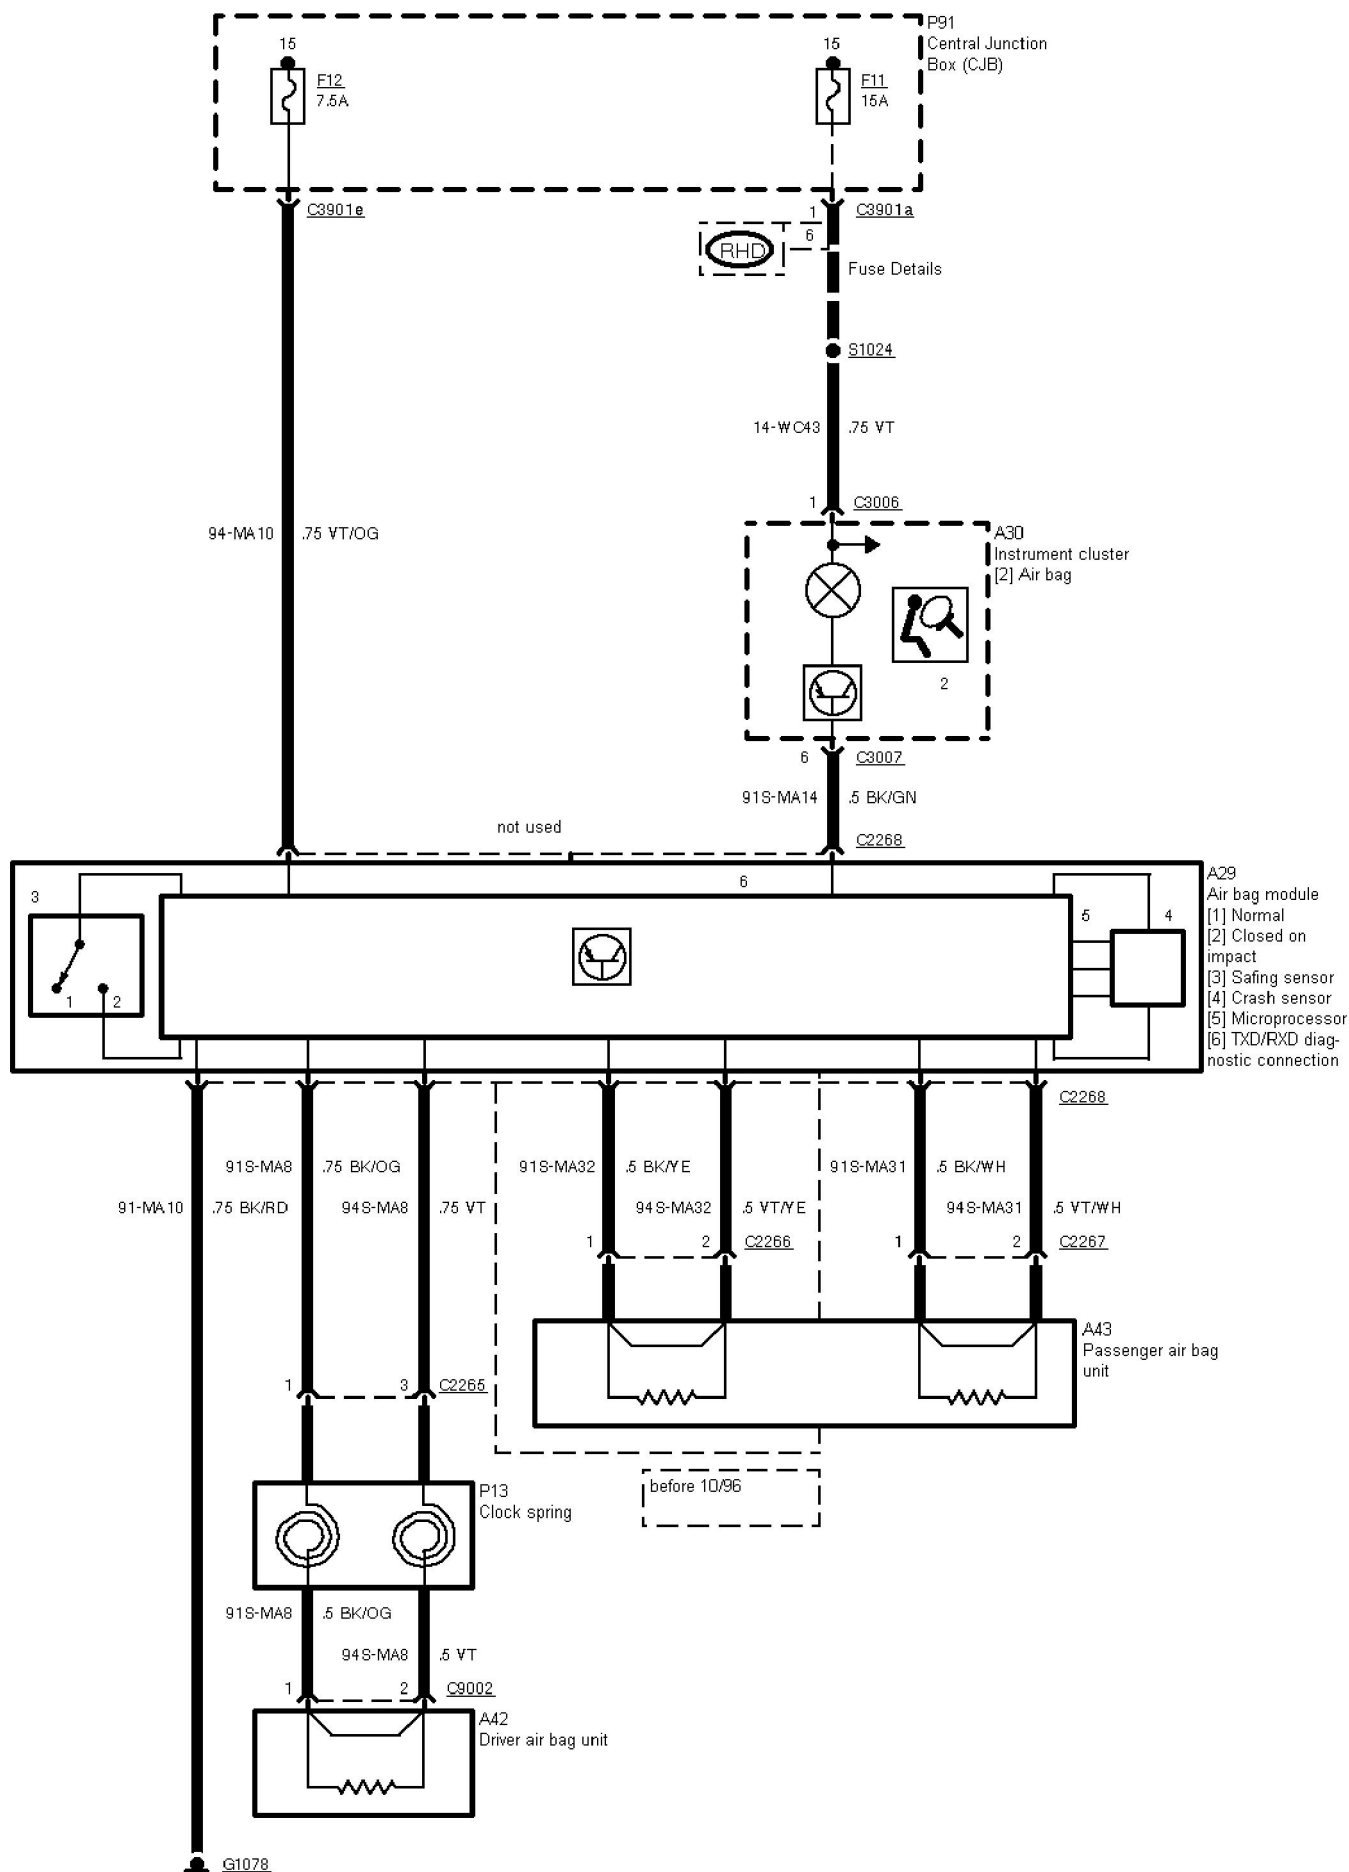 P91
Central Junction
Box (CJB)
15
F12
7.5A
15
F11
15A
C3901e
1
C3901a
6
RHD
Fuse Details
S1024
14-WC43
.75 VT
1
C3006
94-MA10
.75 VT/OG
A30
Instrument cluster
[2] Air bag
2
6
C3007
91S-MA14
.5 BK/GN
not used
C2268
A29
Air bag module
[1] Normal
[2] Closed on
impact
[3] Safing sensor
[4] Crash sensor
[5] Microprocessor
[6] TXD/RXD diag-
nostic connection
6
3
1
2
5
4
C2268
91S-MA8
.75 BK/OG
91S-MA32
.5 BK/YE
91S-MA31
.5 BK/WH
91-MA10
.75 BK/RD
94S-MA8
.75 VT
94S-MA32
.5 VT/YE
94S-MA31
.5 VT/WH
1
2
C2266
1
2
C2267
A43
Passenger air bag
unit
1
3
C2265
before 10/96
P13
Clock spring
91S-MA8
.5 BK/OG
94S-MA8
.5 VT
1
2
C9002
A42
Driver air bag unit
G1078